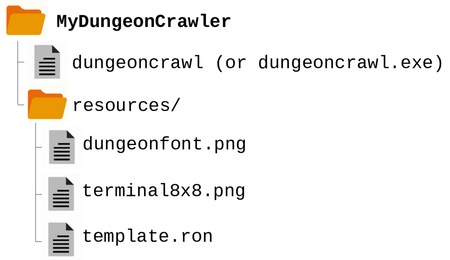 MyDungeonCrawler
dungeoncrawl (or dungeoncrawl.exe)
resources/
dungeonfont.png
terminal8x8.png
template.ron